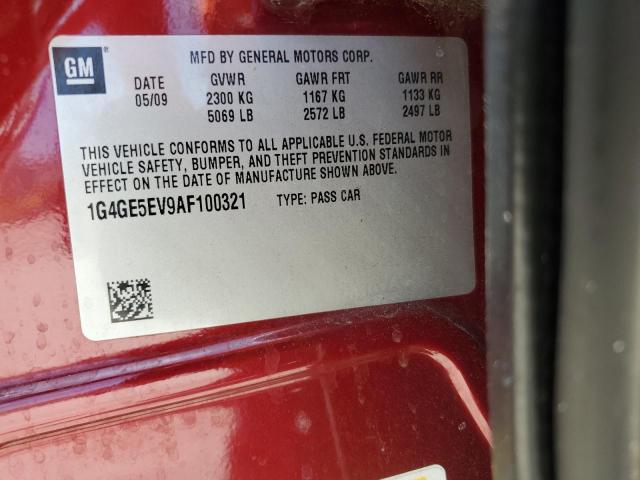 GM
MFD BY GENERAL MOTORS CORP.
DATE GVWR GAWR FRT GAWR RR
05/09 2300 KG 1167 KG 1133 KG
5069 LB 2572 LB 2497 LB
THIS VEHICLE CONFORMS TO ALL APPLICABLE U.S. FEDERAL MOTOR
VEHICLE SAFETY, BUMPER, AND THEFT PREVENTION STANDARDS IN
EFFECT ON THE DATE OF MANUFACTURE SHOWN ABOVE.
1G4GE5EV9AF100321 TYPE: PASS CAR